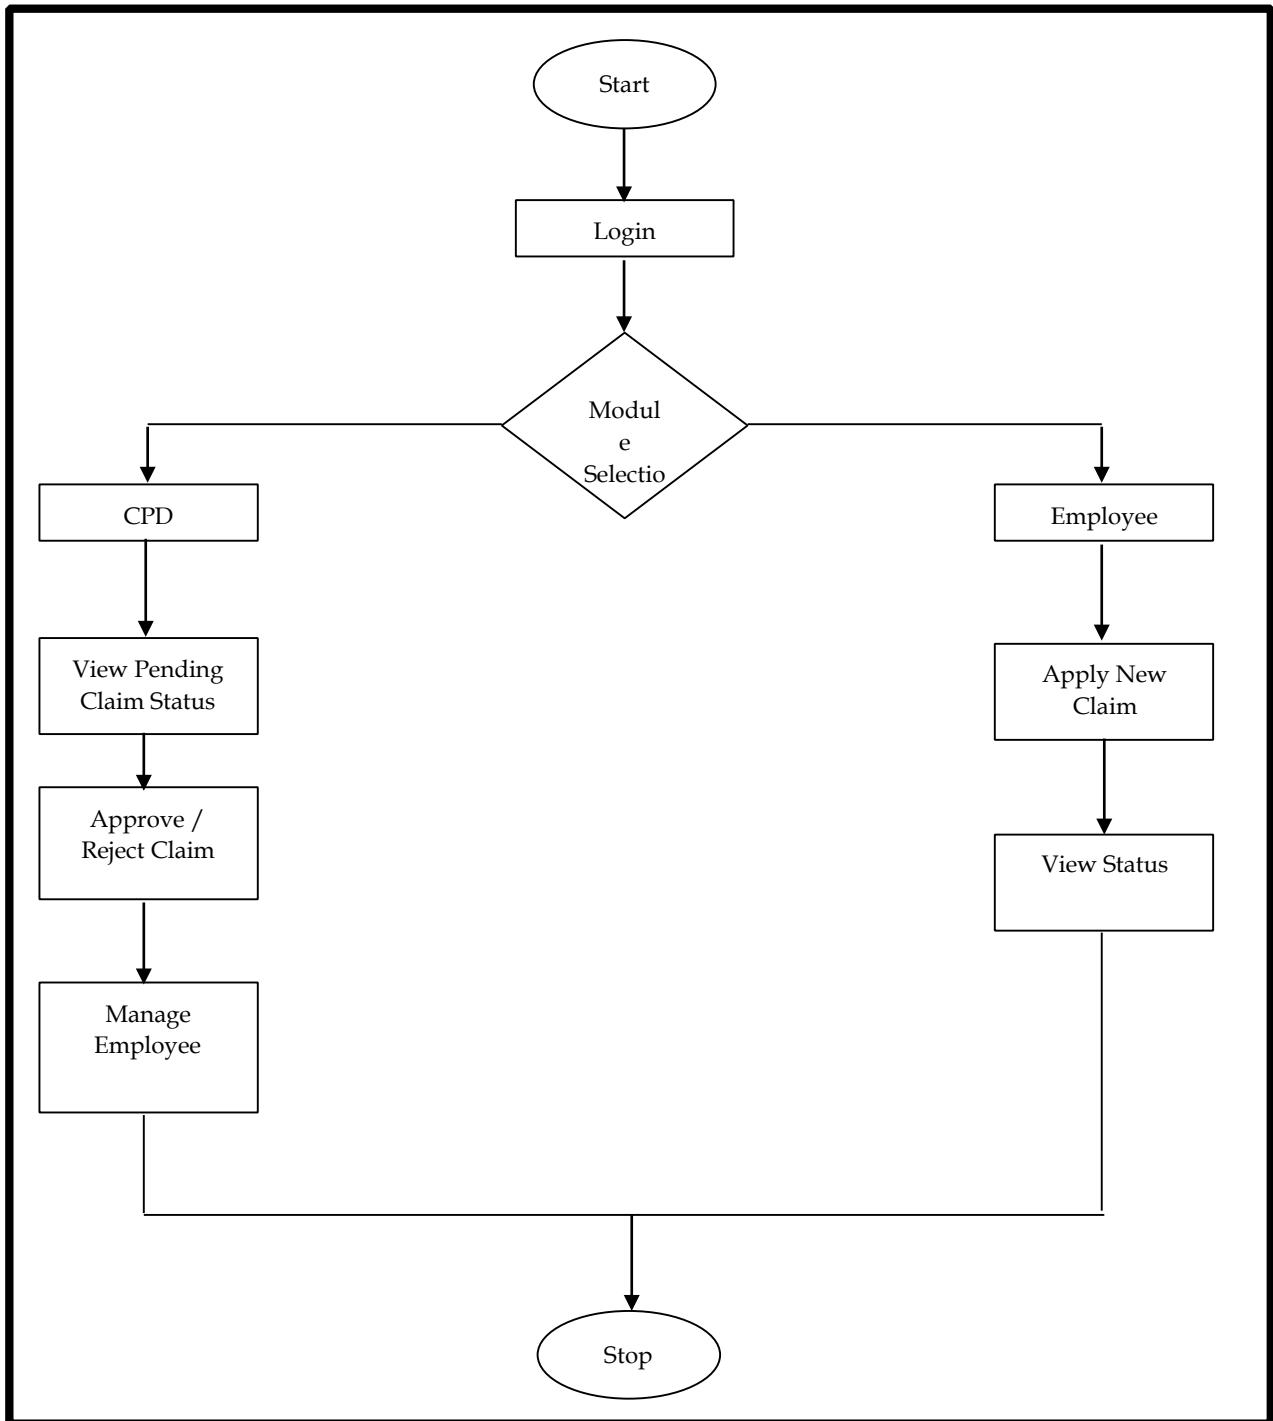 Start
Login
Modul
e
Selectio
CPD
Employee
View Pending
Claim Status
Apply New
Claim
Approve /
Reject Claim
View Status
Manage
Employee
Stop